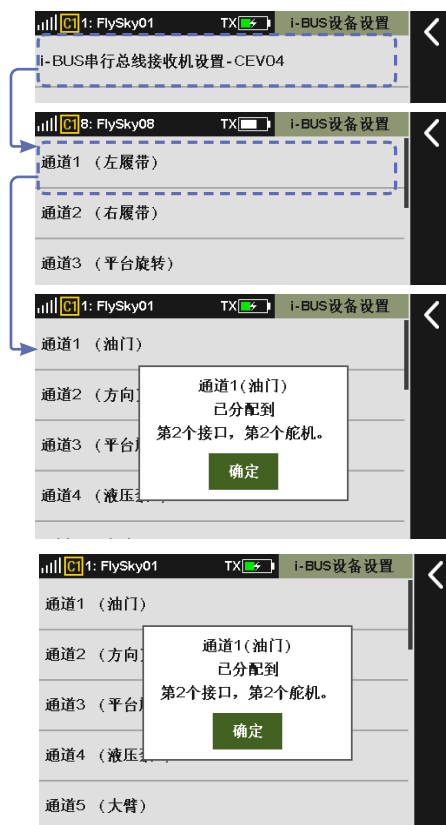 C1 1: FlySky01 TX i-BUS设备设置
i-BUS串行总线接收机设置-CEV04
C1 8: FlySky08 TX i-BUS设备设置
通道1 （左履带）
通道2 （右履带）
通道3 （平台旋转）
C1 1: FlySky01 TX i-BUS设备设置
通道1 （油门）
通道2 （方向
通道3 （平台
通道4 （液压
通道1(油门)
已分配到
第2个接口，第2个舵机。
确定
C1 1: FlySky01 TX i-BUS设备设置
通道1 （油门）
通道2 （方向
通道3 （平台
通道4 （液压
通道5 （大臂）
通道1(油门)
已分配到
第2个接口，第2个舵机。
确定